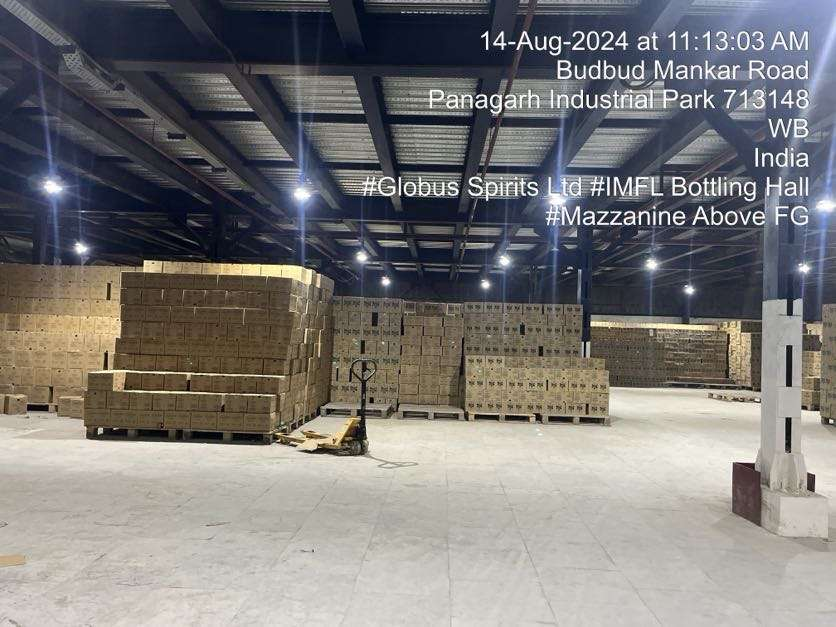 14-Aug-2024 at 11:13:03 AM
Budbud Mankar Road
Panagarh Industrial Park 713148
WB
India
#Globus Spirits Ltd #IMFL Bottling Hall
#Mazzanine Above FG